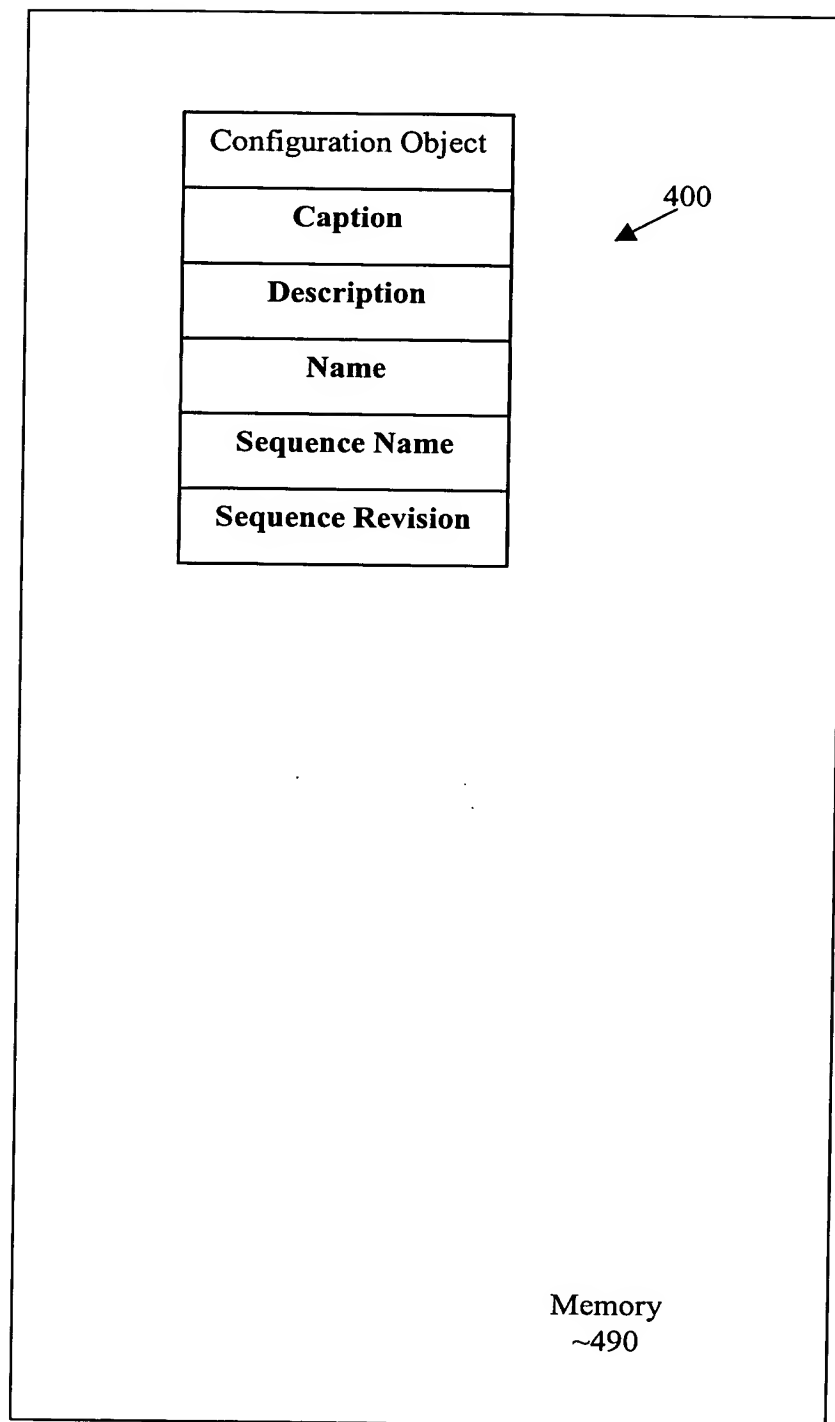 Configuration Object
Caption
400
Description
Name
Sequence Name
Sequence Revision
Memory
~490